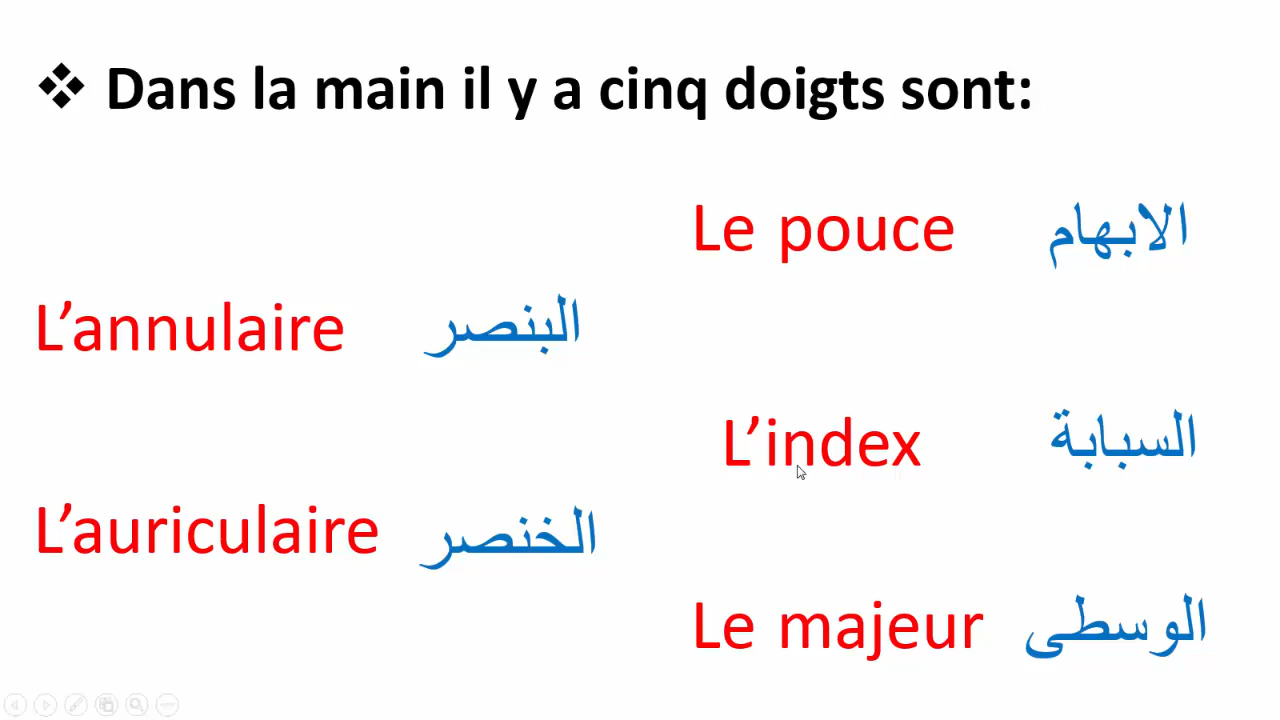 ❖ Dans la main il y a cinq doigts sont:
Le pouce الابهام
L’annulaire البنصر
L’index السبابة
L’auriculaire الخنصر
Le majeur الوسطى